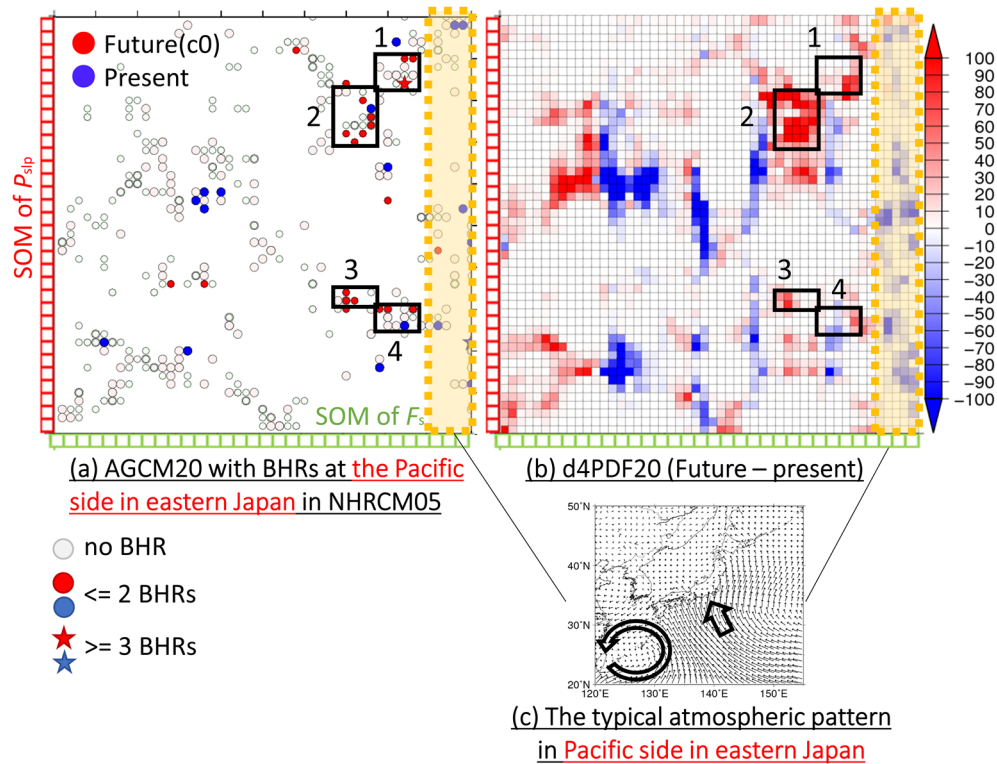 Future(c0)
Present
1
2
3
4
SOM of Pslp
SOM of Fs
1
2
3
4
100
90
80
70
60
50
40
30
20
10
0
−10
−20
−30
−40
−50
−60
−70
−80
−90
−100
(a) AGCM20 with BHRs at the Pacific
side in eastern Japan in NHRCM05
(b) d4PDF20 (Future – present)
no BHR
<= 2 BHRs
>= 3 BHRs
50°N
40°N
30°N
20°N
120°E
130°E
140°E
150°E
(c) The typical atmospheric pattern
in Pacific side in eastern Japan